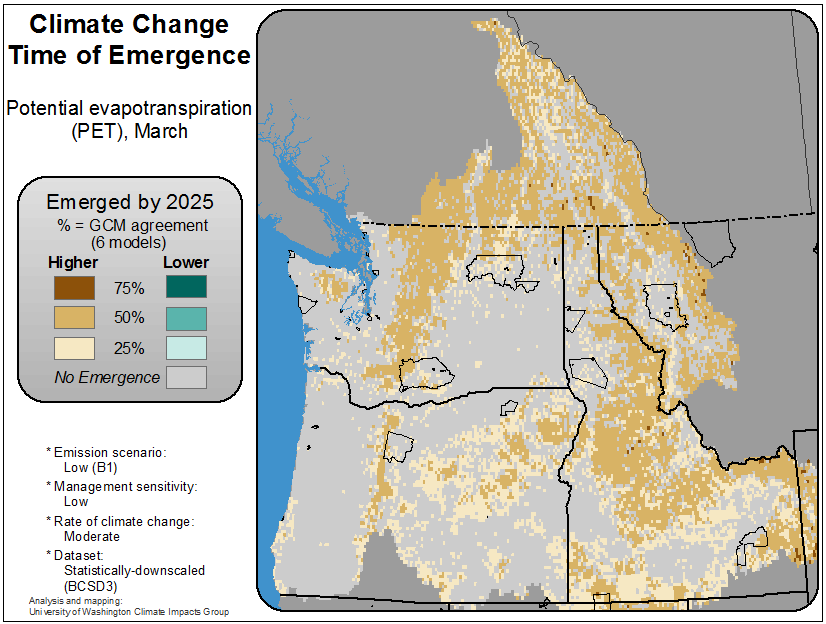 Climate Change
Time of Emergence
Potential evapotranspiration
(PET), March
Emerged by 2025
% = GCM agreement
(6 models)
Higher Lower
75%
50%
25%
No Emergence
* Emission scenario:
Low (B1)
* Management sensitivity:
Low
* Rate of climate change:
Moderate
* Dataset:
Statistically-downscaled
(BCSD3)
Analysis and mapping:
University of Washington Climate Impacts Group